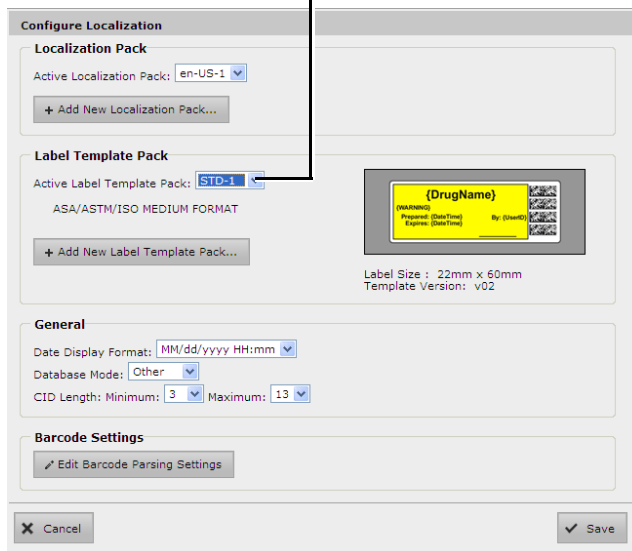 Configure Localization
Localization Pack
Active Localization Pack: en-US-1
+ Add New Localization Pack...
Label Template Pack
Active Label Template Pack: STD-1
ASA/ASTM/ISO MEDIUM FORMAT
+ Add New Label Template Pack...
{DrugName}
{WARNING}
Prepared: {DateTime} By: {UserID}
Expires: {DateTime}
Label Size : 22mm x 60mm
Template Version: v02
General
Date Display Format: MM/dd/yyyy HH:mm
Database Mode: Other
CID Length: Minimum: 3 Maximum: 13
Barcode Settings
Edit Barcode Parsing Settings
Cancel
Save